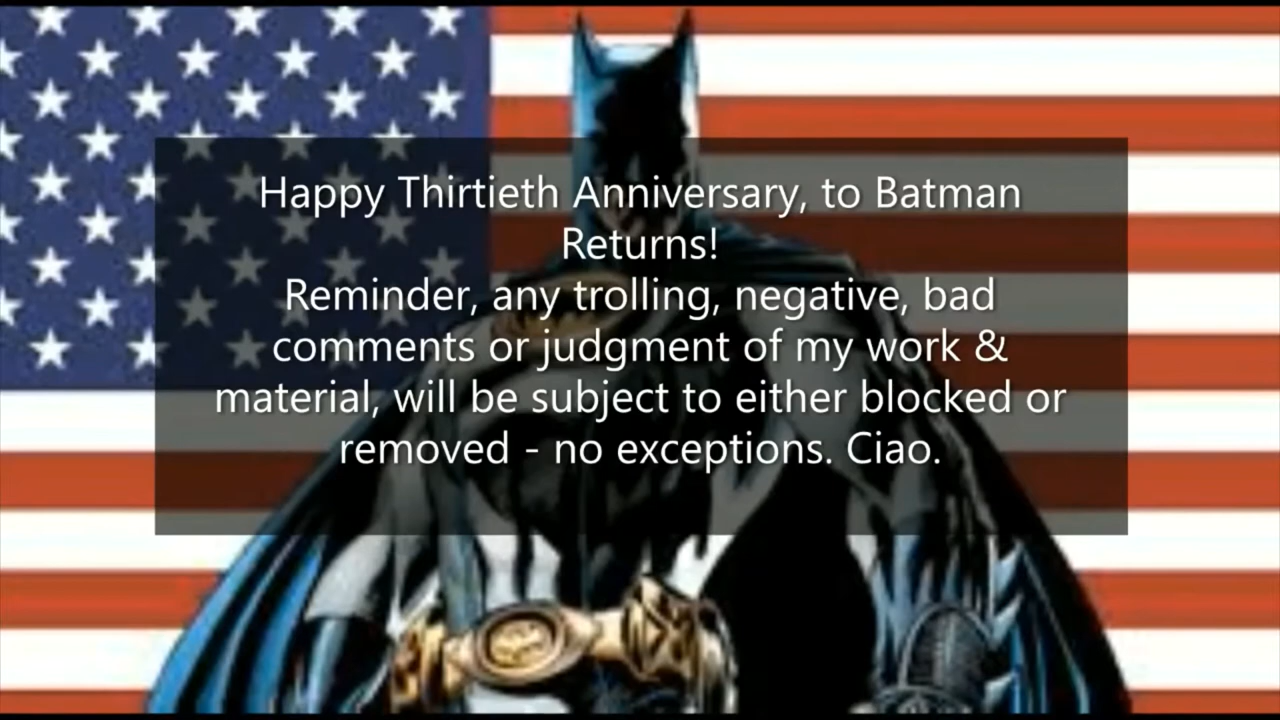 Happy Thirtieth Anniversary, to Batman
Returns!
Reminder, any trolling, negative, bad
comments or judgment of my work &
material, will be subject to either blocked or
removed - no exceptions. Ciao.